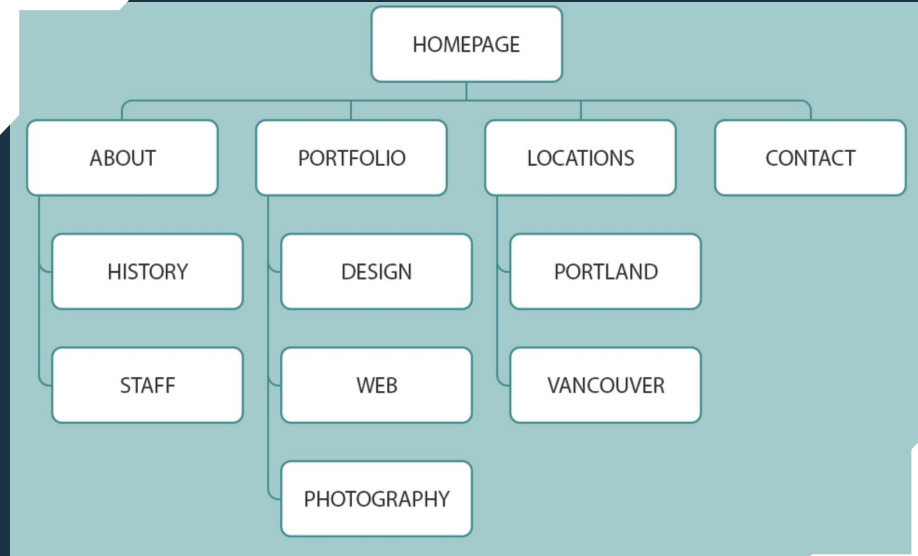 HOMEPAGE
ABOUT
PORTFOLIO
LOCATIONS
CONTACT
HISTORY
DESIGN
PORTLAND
STAFF
WEB
VANCOUVER
PHOTOGRAPHY